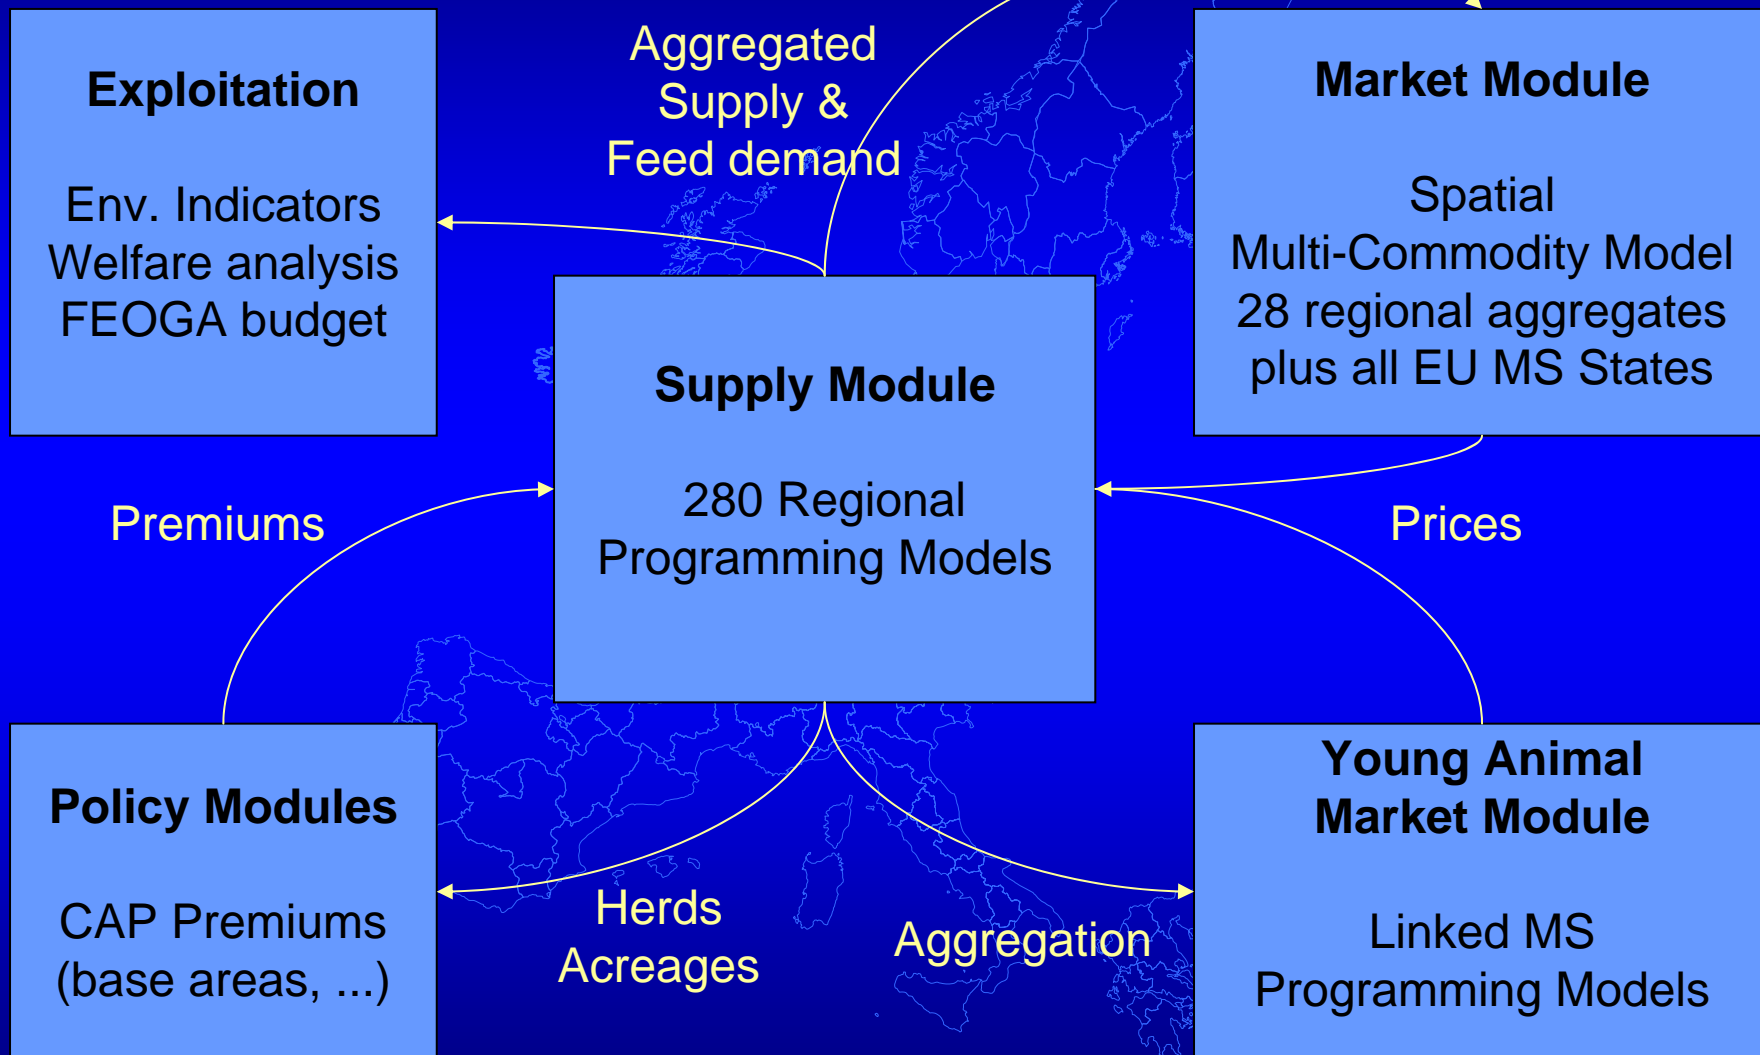 Exploitation
Env. Indicators
Welfare analysis
FEOGA budget
Aggregated
Supply &
Feed demand
Market Module
Spatial
Multi-Commodity Model
28 regional aggregates
plus all EU MS States
Supply Module
280 Regional
Programming Models
Premiums
Prices
Policy Modules
CAP Premiums
(base areas, ...)
Herds
Acreages
Aggregation
Young Animal
Market Module
Linked MS
Programming Models